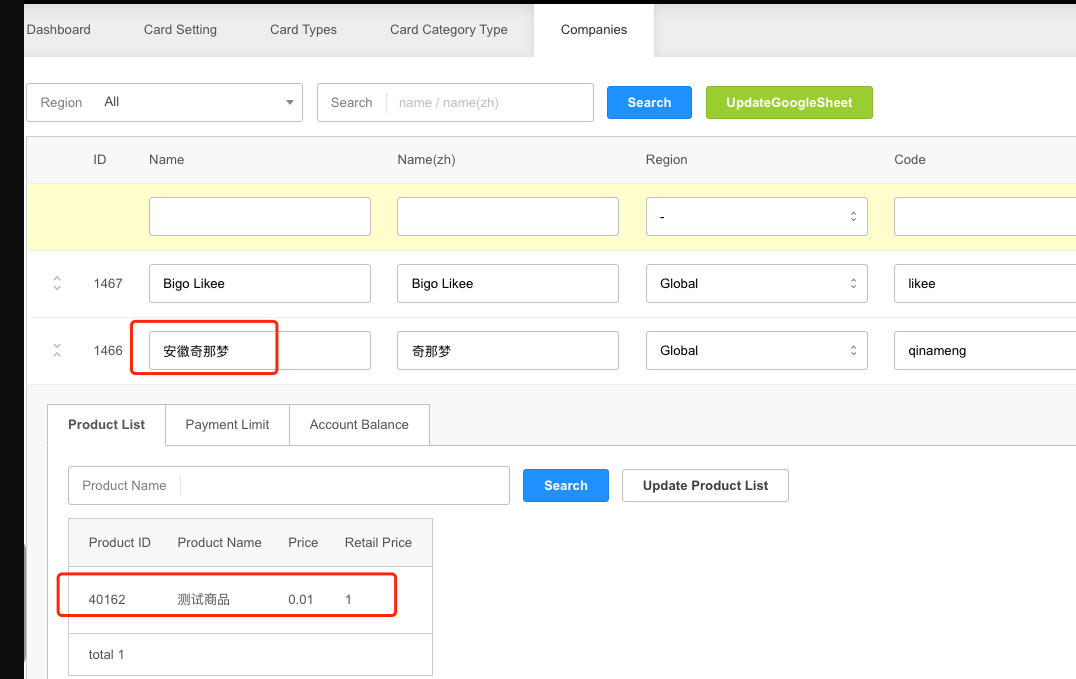 Dashboard Card Setting Card Types Card Category Type Companies
Region All Search name / name(zh) Search UpdateGoogleSheet
ID Name Name(zh) Region Code
-
1467 Bigo Likee Bigo Likee Global likee
1466 安徽奇那梦 奇那梦 Global qinameng
Product List Payment Limit Account Balance
Product Name Search Update Product List
Product ID Product Name Price Retail Price
40162 测试商品 0.01 1
total 1